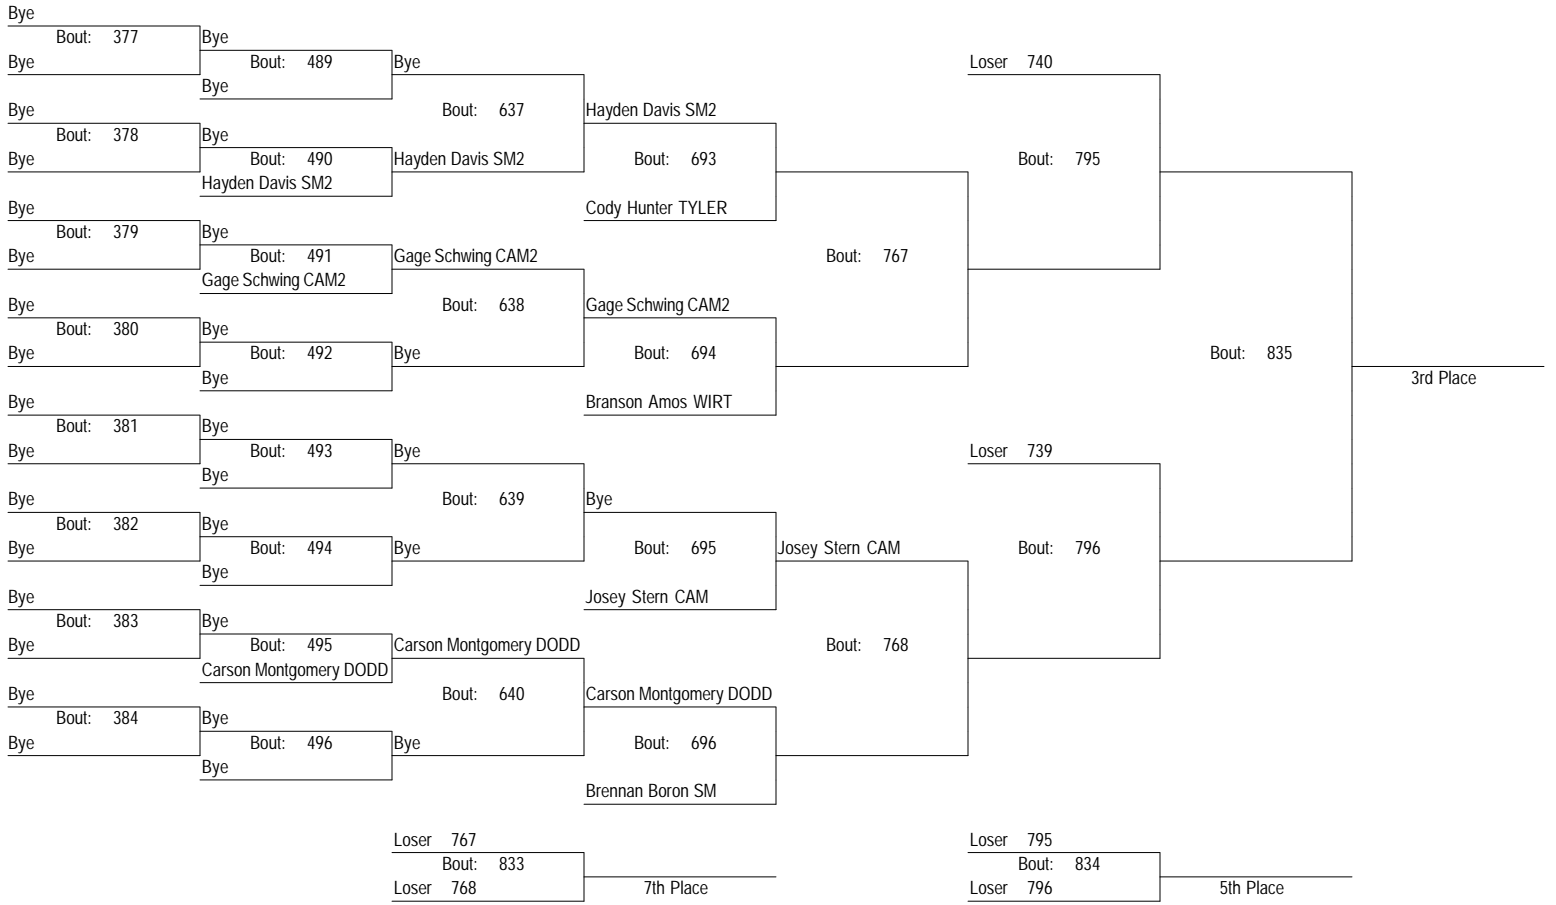 Bye
Bout: 377
Bye
Bye
Bout: 489
Bye
Bye
Loser 740
Bye
Bout: 637
Hayden Davis SM2
Bye
Bout: 378
Bye
Bye
Bout: 490
Hayden Davis SM2
Bout: 693
Bout: 795
Hayden Davis SM2
Bye
Cody Hunter TYLER
Bout: 379
Bye
Bye
Bout: 491
Gage Schwing CAM2
Bout: 767
Gage Schwing CAM2
Bye
Bout: 638
Gage Schwing CAM2
Bout: 380
Bye
Bye
Bout: 492
Bye
Bout: 694
Bout: 835
Bye
3rd Place
Bye
Branson Amos WIRT
Bout: 381
Bye
Bye
Bout: 493
Bye
Loser 739
Bye
Bye
Bout: 639
Bye
Bout: 382
Bye
Bye
Bout: 494
Bye
Bout: 695
Josey Stern CAM
Bout: 796
Bye
Bye
Josey Stern CAM
Bout: 383
Bye
Bye
Bout: 495
Carson Montgomery DODD
Bout: 768
Carson Montgomery DODD
Bye
Bout: 640
Carson Montgomery DODD
Bout: 384
Bye
Bye
Bout: 496
Bye
Bout: 696
Bye
Brennan Boron SM
Loser 767
Bout: 833
Loser 768
7th Place
Loser 795
Bout: 834
Loser 796
5th Place